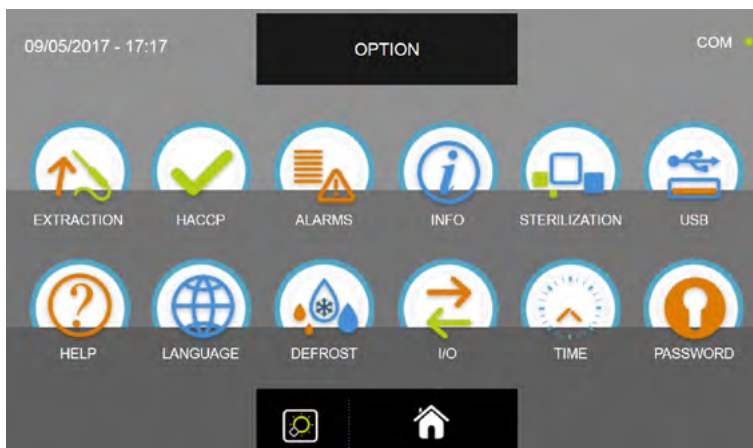 09/05/2017 - 17:17
OPTION
COM
EXTRACTION
HACCP
ALARMS
INFO
STERILIZATION
USB
HELP
LANGUAGE
DEFROST
I/O
TIME
PASSWORD